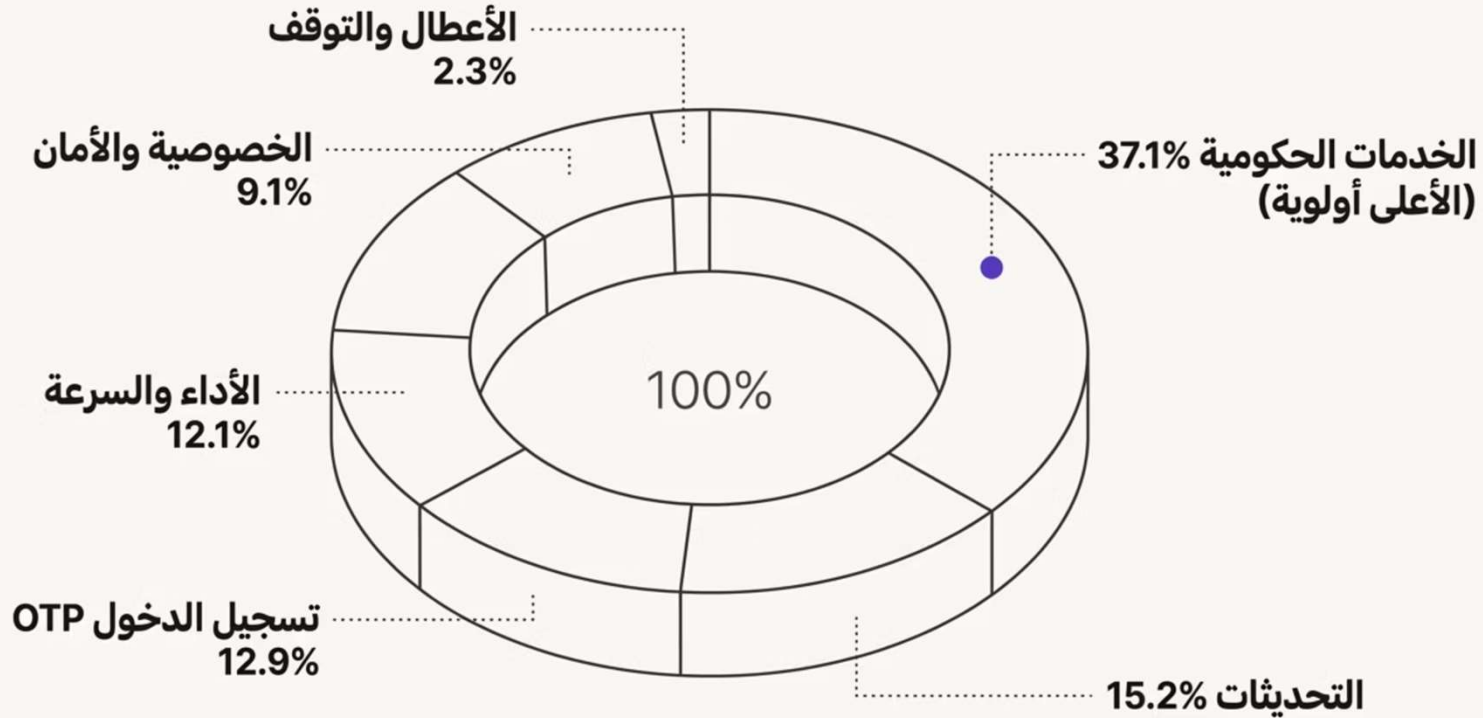 الأعطال والتوقف
2.3%
الخدمات الحكومية 37.1%
(الأعلى أولوية)
الخصوصية والأمان
9.1%
100%
الأداء والسرعة
12.1%
تسجيل الدخول OTP
12.9%
التحديثات 15.2%